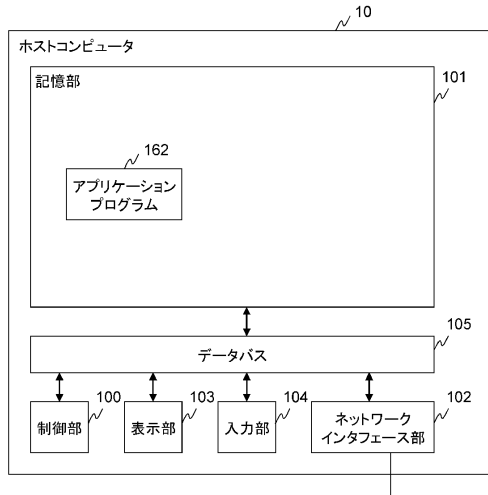 10
ホストコンピュータ
101
記憶部
162
アプリケーション
プログラム
105
データバス
100
制御部
103
表示部
104
入力部
102
ネットワーク
インタフェース部